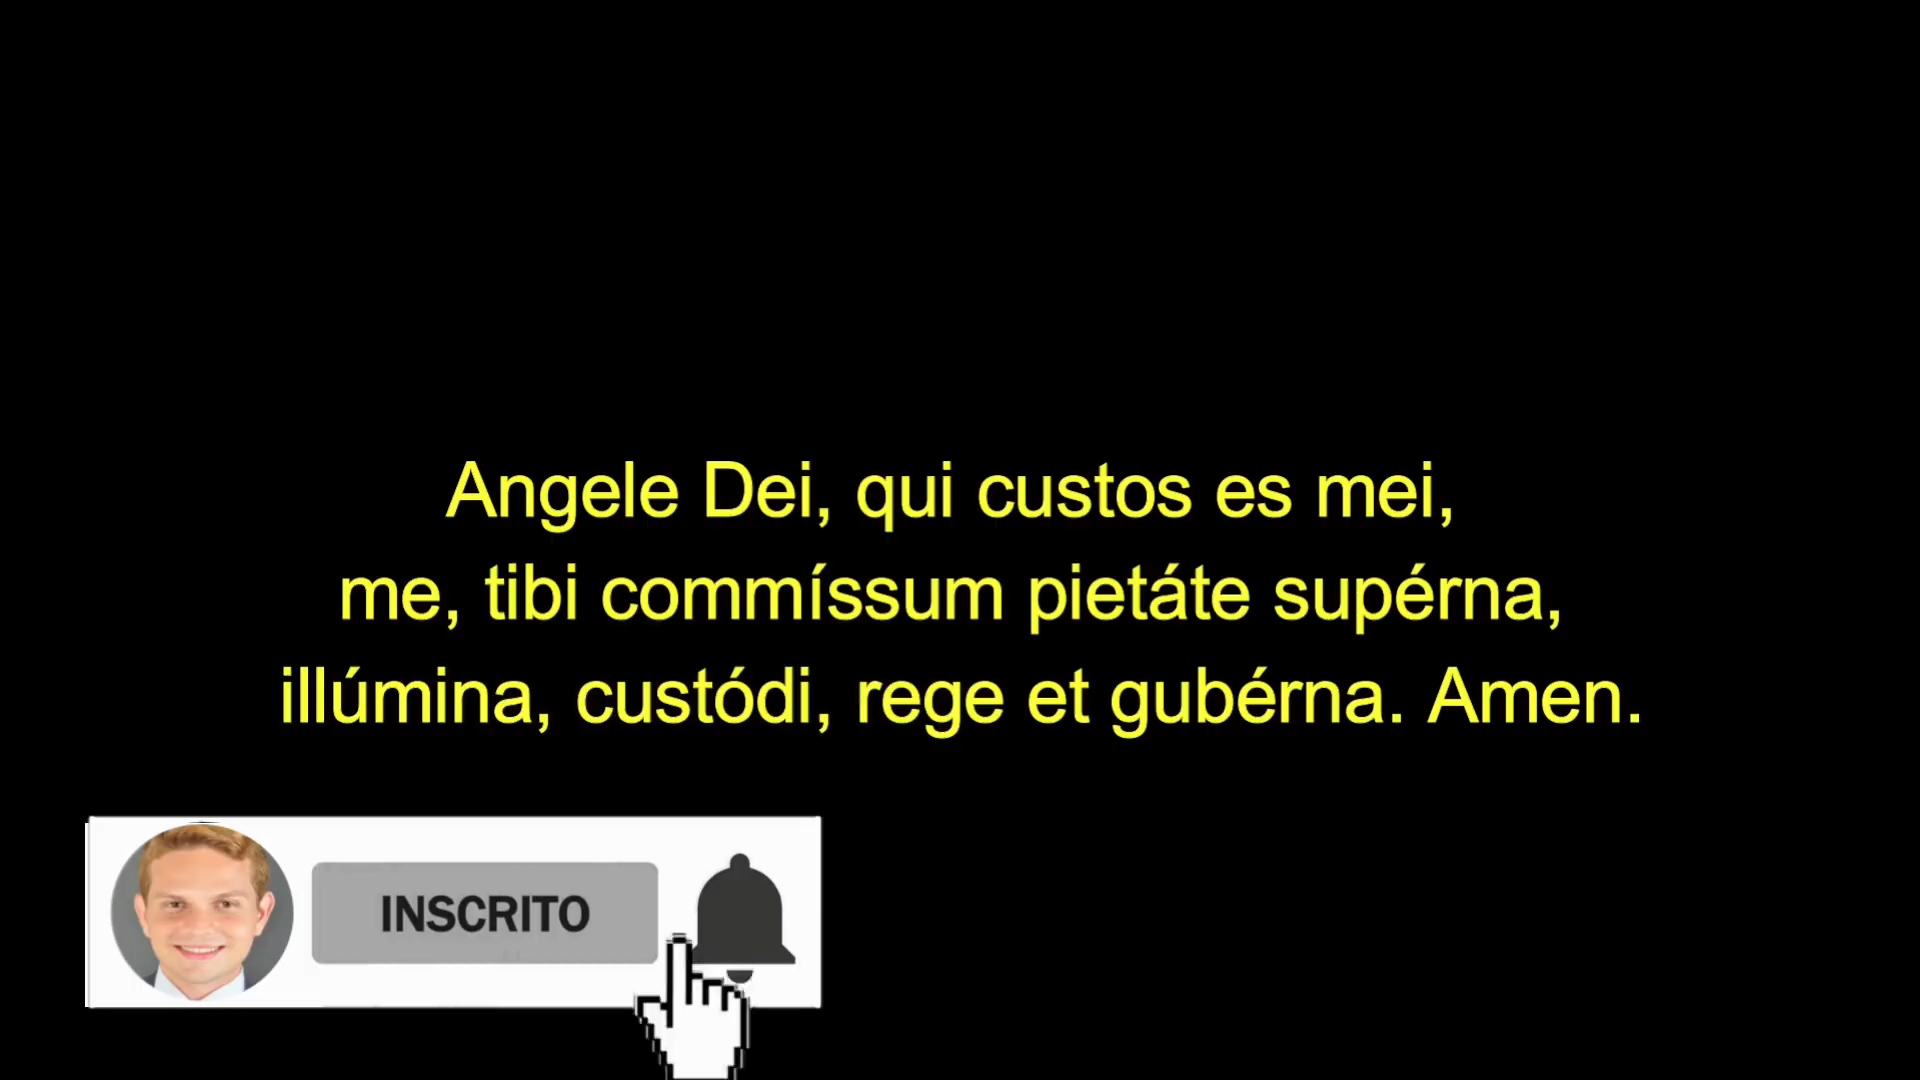 Angele Dei, qui custos es mei,
me, tibi commíssum pietáte supérna,
illúmina, custódi, rege et gubérna. Amen.
INSCRITO